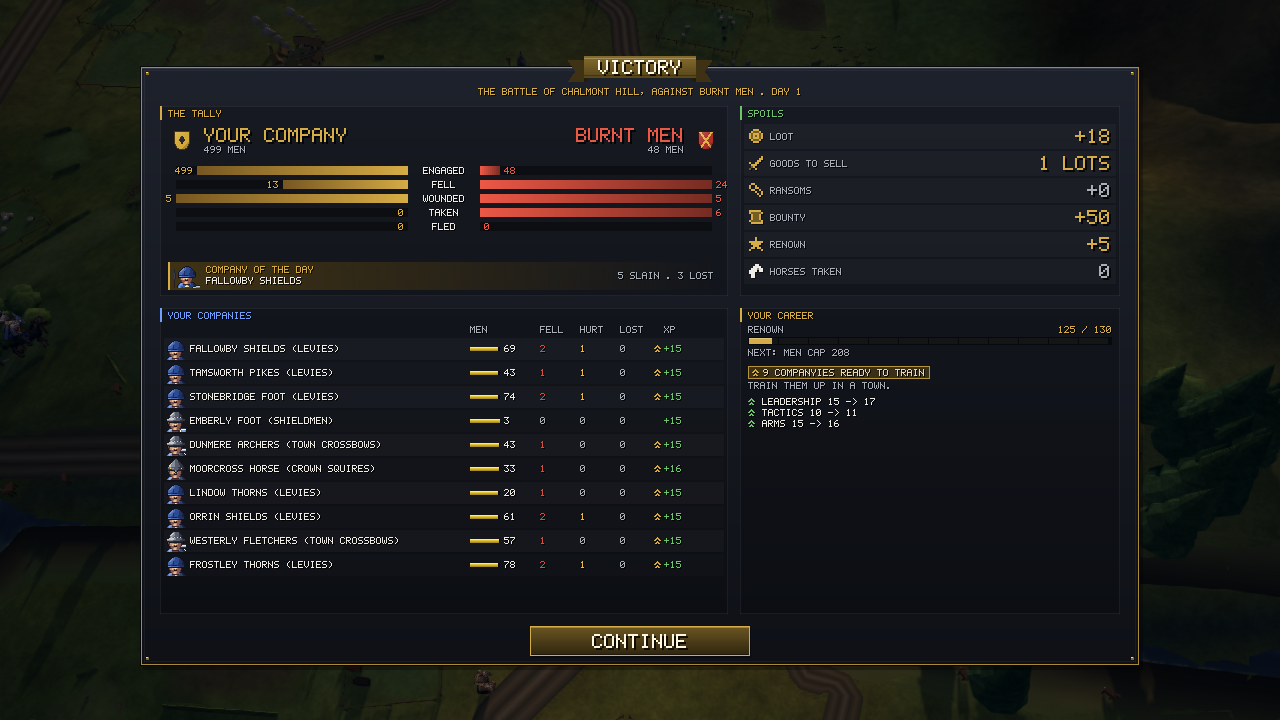 VICTORY
THE BATTLE OF CHALMONT HILL, AGAINST BURNT MEN . DAY 1
THE TALLY
YOUR COMPANY
499 MEN
BURNT MEN
48 MEN
499 ENGAGED 48
13 FELL 24
5 WOUNDED 5
0 TAKEN 6
0 FLED 0
COMPANY OF THE DAY
FALLOWBY SHIELDS
5 SLAIN . 3 LOST
SPOILS
LOOT +18
GOODS TO SELL 1 LOTS
RANSOMS +0
BOUNTY +50
RENOWN +5
HORSES TAKEN 0
YOUR COMPANIES
MEN FELL HURT LOST XP
FALLOWBY SHIELDS (LEVIES) 69 2 1 0 +15
TAMSWORTH PIKES (LEVIES) 43 1 1 0 +15
STONEBRIDGE FOOT (LEVIES) 74 2 1 0 +15
EMBERLY FOOT (SHIELDMEN) 3 0 0 0 +15
DUNMERE ARCHERS (TOWN CROSSBOWS) 43 1 0 0 +15
MOORCROSS HORSE (CROWN SQUIRES) 33 1 0 0 +16
LINDOW THORNS (LEVIES) 20 1 0 0 +15
ORRIN SHIELDS (LEVIES) 61 2 1 0 +15
WESTERLY FLETCHERS (TOWN CROSSBOWS) 57 1 0 0 +15
FROSTLEY THORNS (LEVIES) 78 2 1 0 +15
YOUR CAREER
RENOWN 125 / 130
NEXT: MEN CAP 208
9 COMPANYIES READY TO TRAIN
TRAIN THEM UP IN A TOWN.
LEADERSHIP 15 -> 17
TACTICS 10 -> 11
ARMS 15 -> 16
CONTINUE